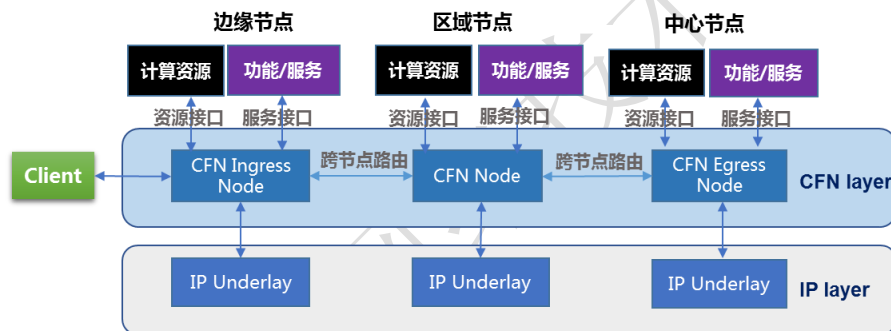 边缘节点
区域节点
中心节点
计算资源
功能/服务
计算资源
功能/服务
计算资源
功能/服务
资源接口
服务接口
资源接口
服务接口
资源接口
服务接口
Client
CFN Ingress
Node
跨节点路由
CFN Node
跨节点路由
CFN Egress
Node
CFN layer
IP Underlay
IP Underlay
IP Underlay
IP layer